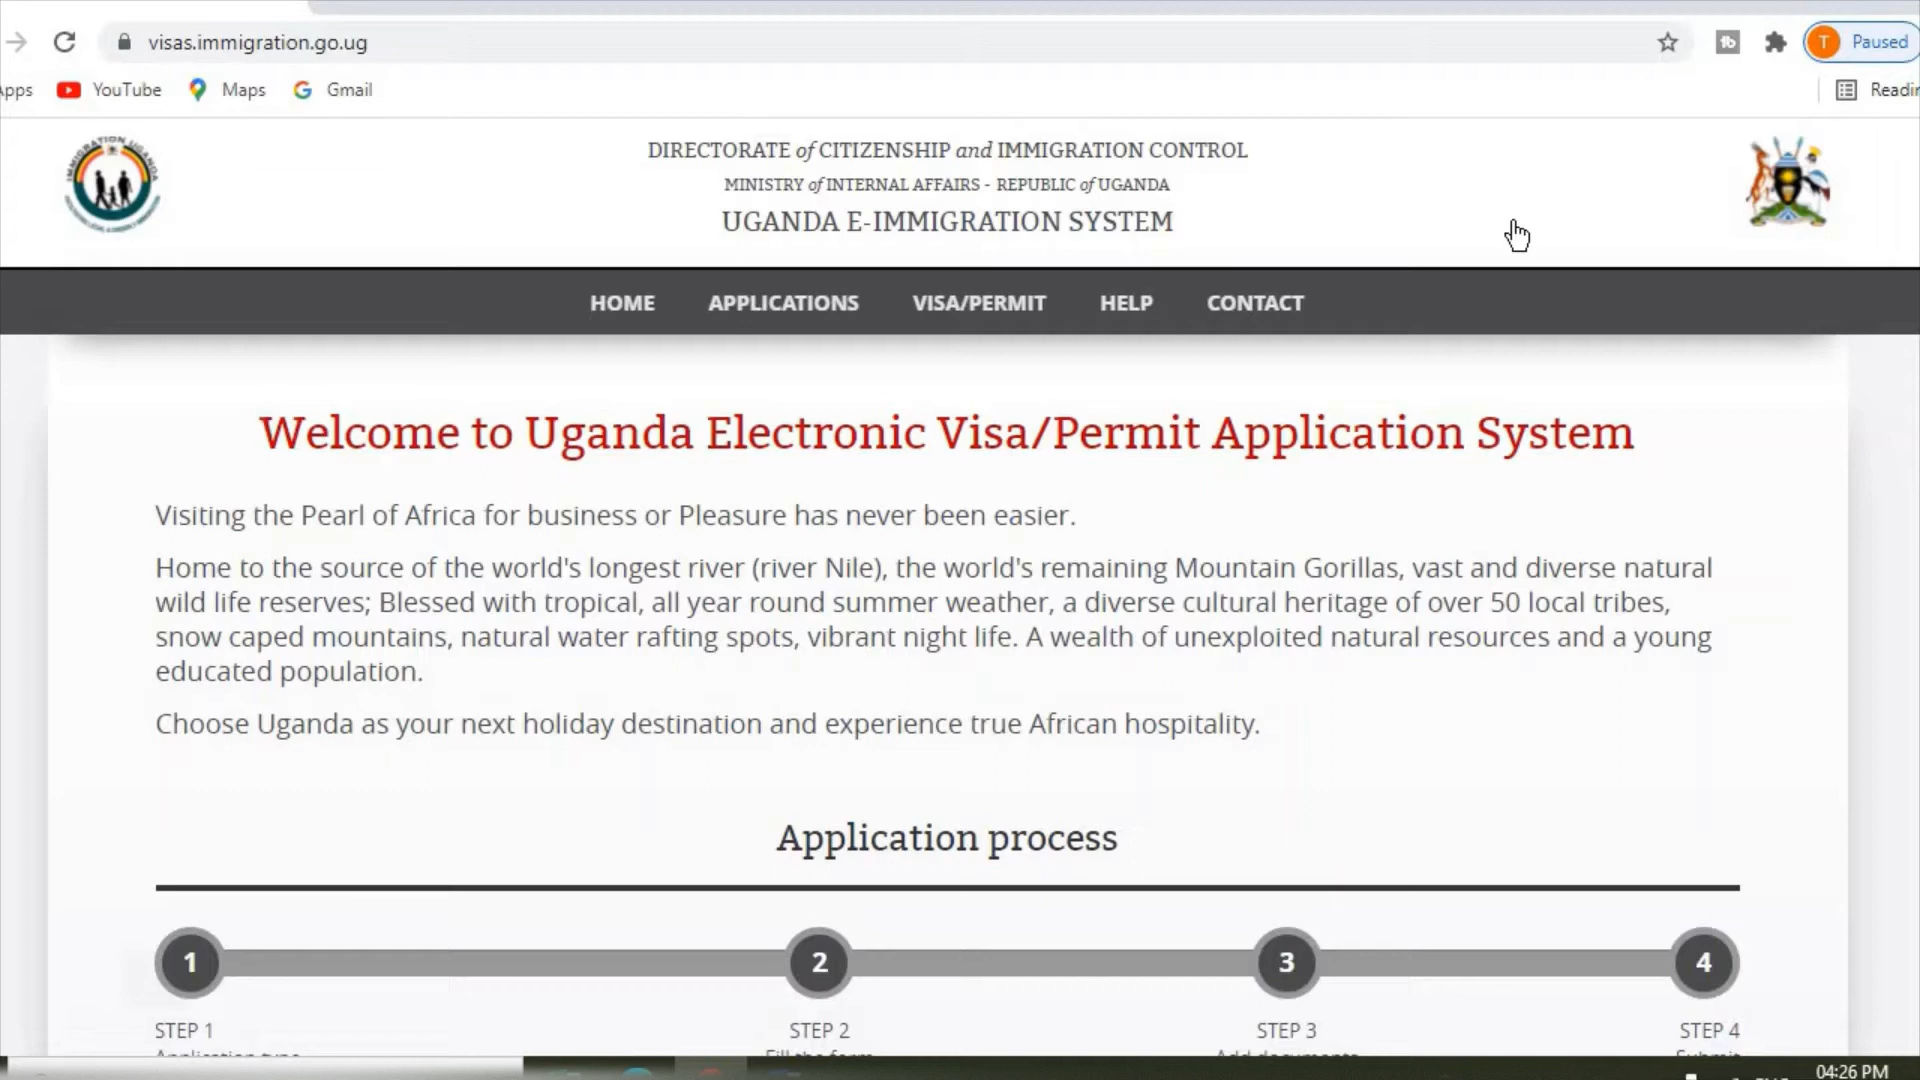 visas.immigration.go.ug
Paused
YouTube
Maps
Gmail
IMMIGRATION UGANDA
DIRECTORATE of CITIZENSHIP and IMMIGRATION CONTROL
MINISTRY of INTERNAL AFFAIRS - REPUBLIC of UGANDA
UGANDA E-IMMIGRATION SYSTEM
HOME
APPLICATIONS
VISA/PERMIT
HELP
CONTACT
Welcome to Uganda Electronic Visa/Permit Application System
Visiting the Pearl of Africa for business or Pleasure has never been easier.
Home to the source of the world's longest river (river Nile), the world's remaining Mountain Gorillas, vast and diverse natural
wild life reserves; Blessed with tropical, all year round summer weather, a diverse cultural heritage of over 50 local tribes,
snow caped mountains, natural water rafting spots, vibrant night life. A wealth of unexploited natural resources and a young
educated population.
Choose Uganda as your next holiday destination and experience true African hospitality.
Application process
1
2
3
4
STEP 1
STEP 2
STEP 3
STEP 4
04:26 PM